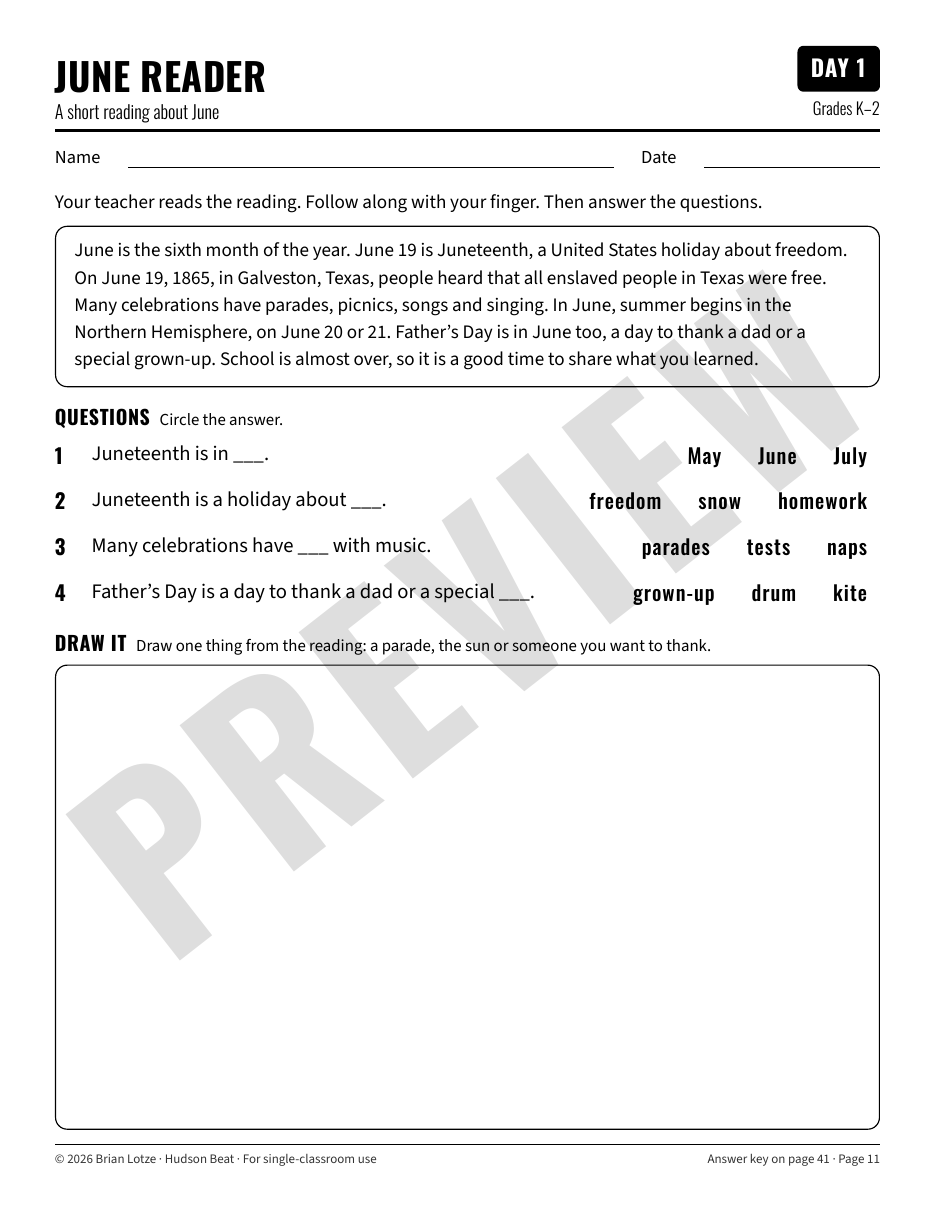 JUNE READER
DAY 1
A short reading about June
Grades K–2
Name
Date
Your teacher reads the reading. Follow along with your finger. Then answer the questions.
June is the sixth month of the year. June 19 is Juneteenth, a United States holiday about freedom.
On June 19, 1865, in Galveston, Texas, people heard that all enslaved people in Texas were free.
Many celebrations have parades, picnics, songs and singing. In June, summer begins in the
Northern Hemisphere, on June 20 or 21. Father’s Day is in June too, a day to thank a dad or a
special grown-up. School is almost over, so it is a good time to share what you learned.
QUESTIONS Circle the answer.
1 Juneteenth is in ___. May June July
2 Juneteenth is a holiday about ___. freedom snow homework
3 Many celebrations have ___ with music. parades tests naps
4 Father’s Day is a day to thank a dad or a special ___. grown-up drum kite
DRAW IT Draw one thing from the reading: a parade, the sun or someone you want to thank.
PREVIEW
© 2026 Brian Lotze · Hudson Beat · For single-classroom use
Answer key on page 41 · Page 11